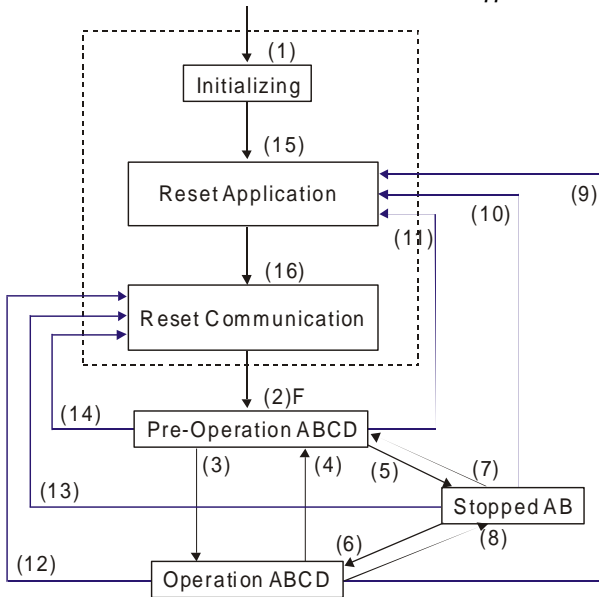 (1)
Initializing
(15)
Reset Application
(9)
(10)
(11)
(16)
Reset Communication
(2)F
(14)
Pre-Operation ABCD
(3)
(4)
(5)
(7)
(13)
Stopped AB
(6)
(8)
(12)
Operation ABCD